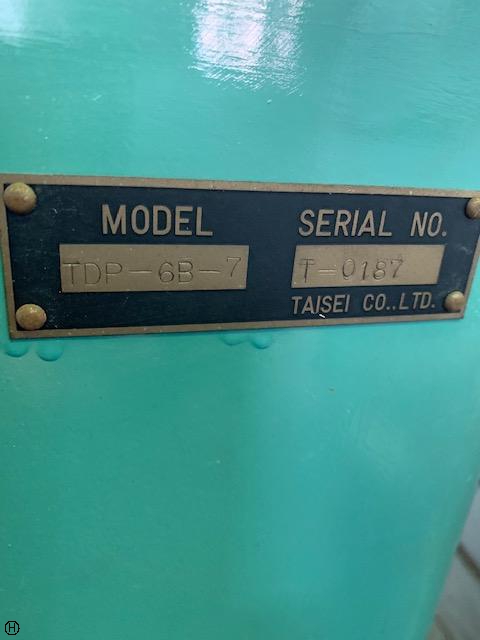 MODEL SERIAL NO.
TDP-6B-7 T-0187
TAISEI CO.,LTD.
H